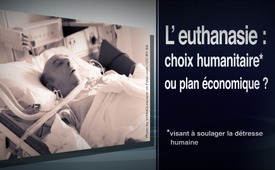 L'euthanasie :
choix humanitaire*
ou plan économique ?
*visant à soulager la détresse
humaine